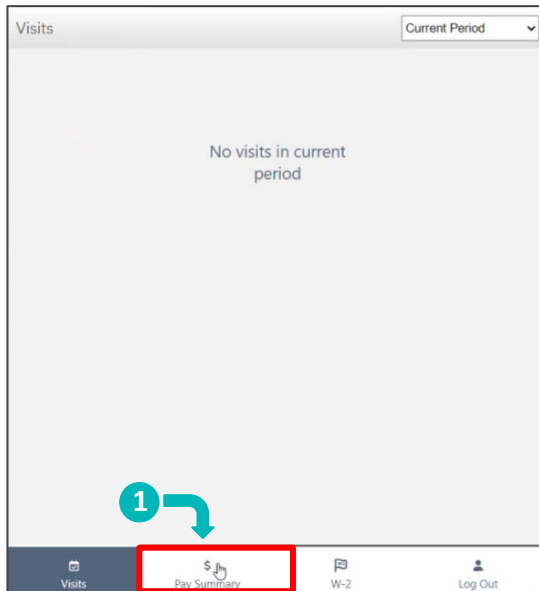 Visits
Current Period
No visits in current
period
1
$
Visits
Pay Summary
W-2
Log Out